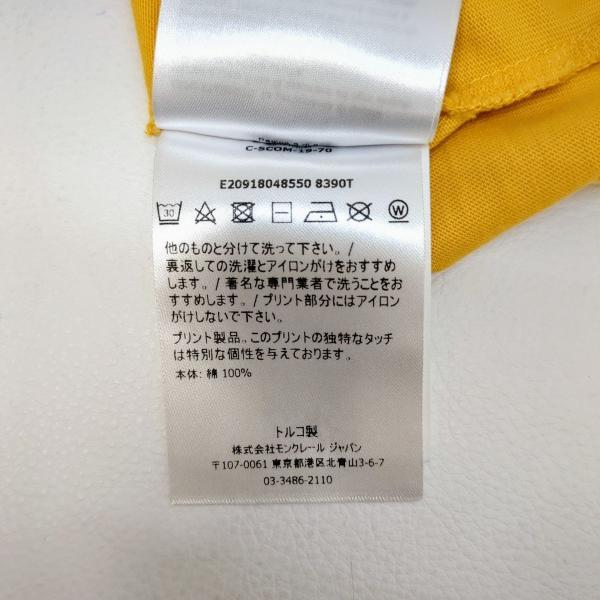 C-SCOM-19-70
E20918048550 8390T
30
W
他のものと分けて洗って下さい。/
裏返しての洗濯とアイロンがけをおすすめ
します。/ 著名な専門業者で洗うことをお
すすめします。/ プリント部分にはアイロン
がけしないで下さい。
プリント製品。このプリントの独特なタッチ
は特別な個性を与えております。
本体: 綿 100%
トルコ製
株式会社モンクレール ジャパン
〒107-0061 東京都港区北青山3-6-7
03-3486-2110